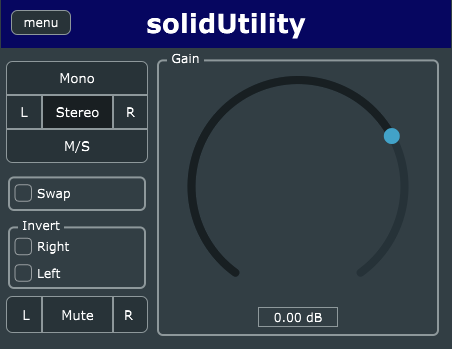 menu
solidUtility
Mono
L Stereo R
M/S
Swap
Invert
Right
Left
L Mute R
Gain
0.00 dB